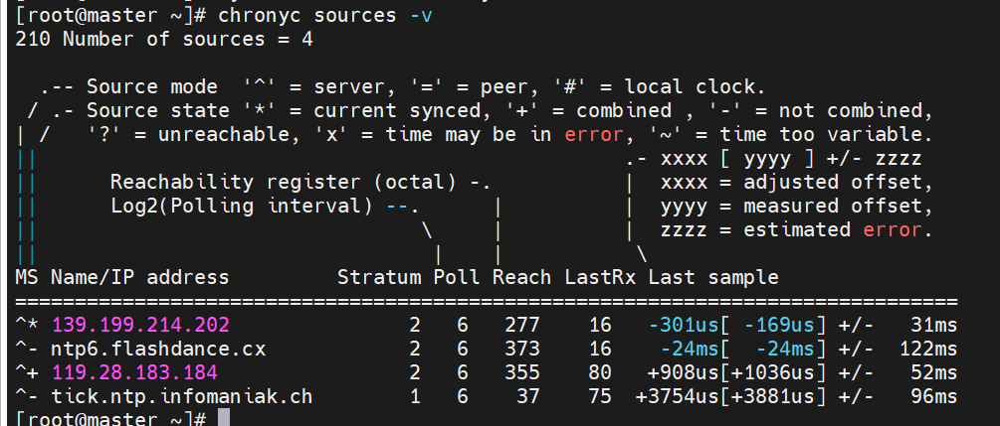 [root@master ~]# chronyc sources -v
210 Number of sources = 4

  .-- Source mode  '^' = server, '=' = peer, '#' = local clock.
 / .- Source state '*' = current synced, '+' = combined , '-' = not combined,
| /   '?' = unreachable, 'x' = time may be in error, '~' = time too variable.
||                                                 .- xxxx [ yyyy ] +/- zzzz
||      Reachability register (octal) -.           |  xxxx = adjusted offset,
||      Log2(Polling interval) --.      |          |  yyyy = measured offset,
||                                \     |          |  zzzz = estimated error.
||                                 |    |           \
MS Name/IP address         Stratum Poll Reach LastRx Last sample
===============================================================================
^* 139.199.214.202               2   6   277    16   -301us[ -169us] +/-   31ms
^- ntp6.flashdance.cx            2   6   373    16    -24ms[  -24ms] +/-  122ms
^+ 119.28.183.184                2   6   355    80   +908us[+1036us] +/-   52ms
^- tick.ntp.infomaniak.ch        1   6    37    75  +3754us[+3881us] +/-   96ms
[root@master ~]#